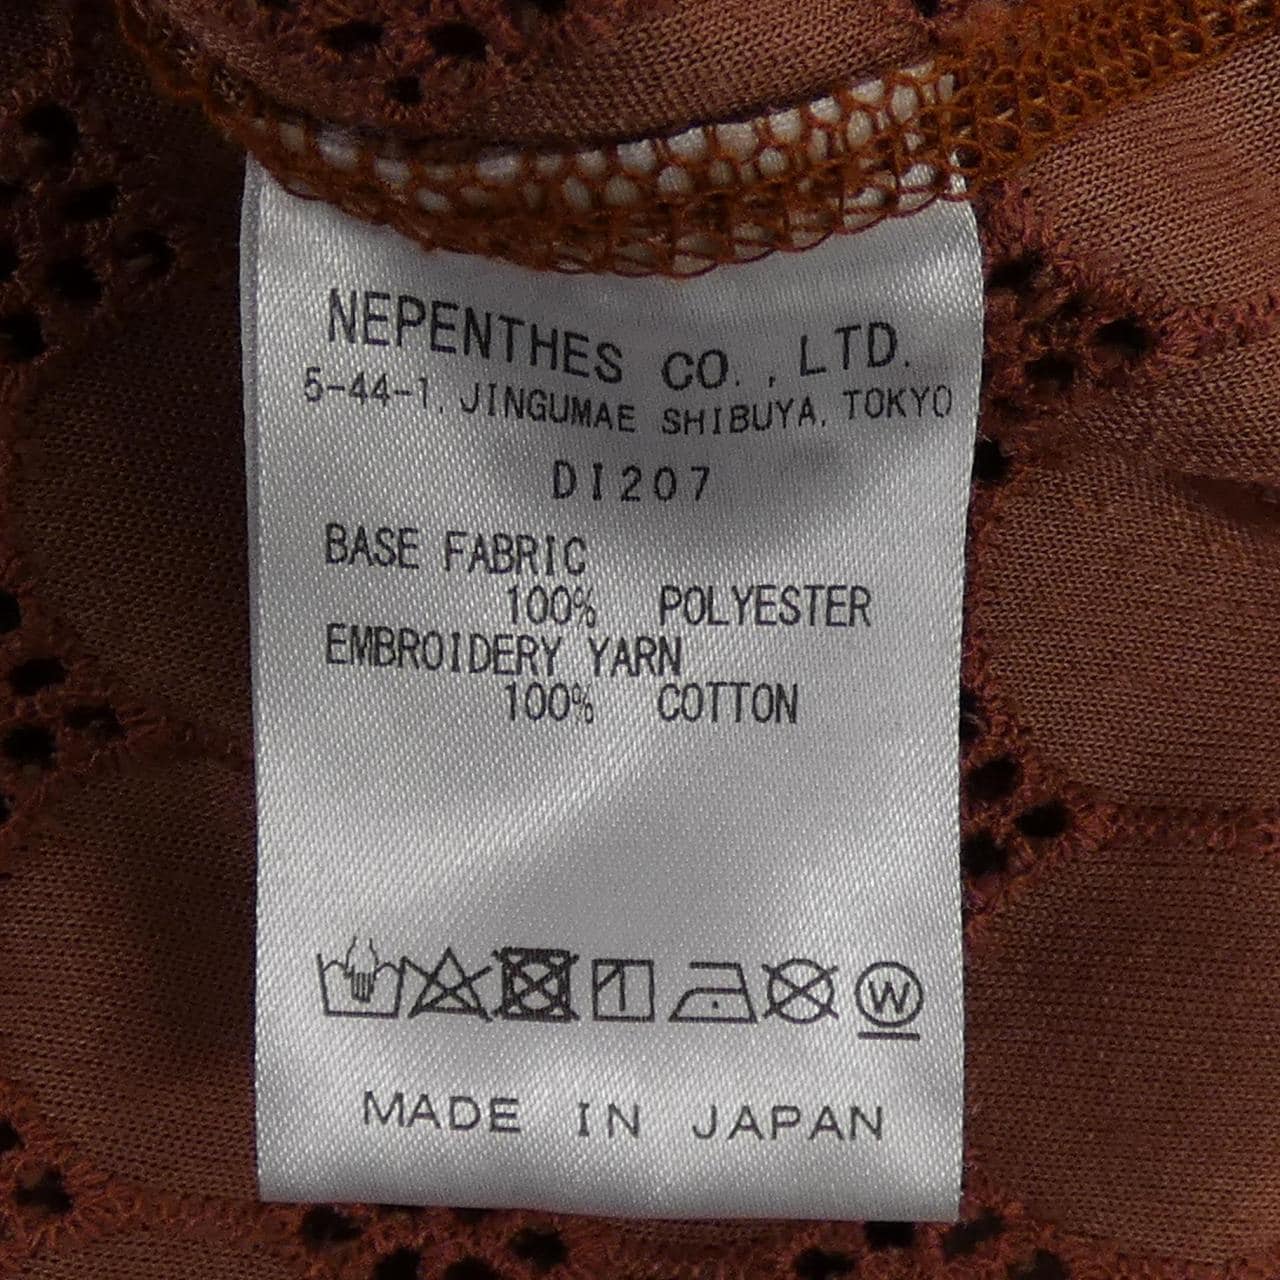 NEPENTHES CO., LTD.
5-44-1, JINGUMAE SHIBUYA, TOKYO
DI207
BASE FABRIC
100% POLYESTER
EMBROIDERY YARN
100% COTTON
W
MADE IN JAPAN